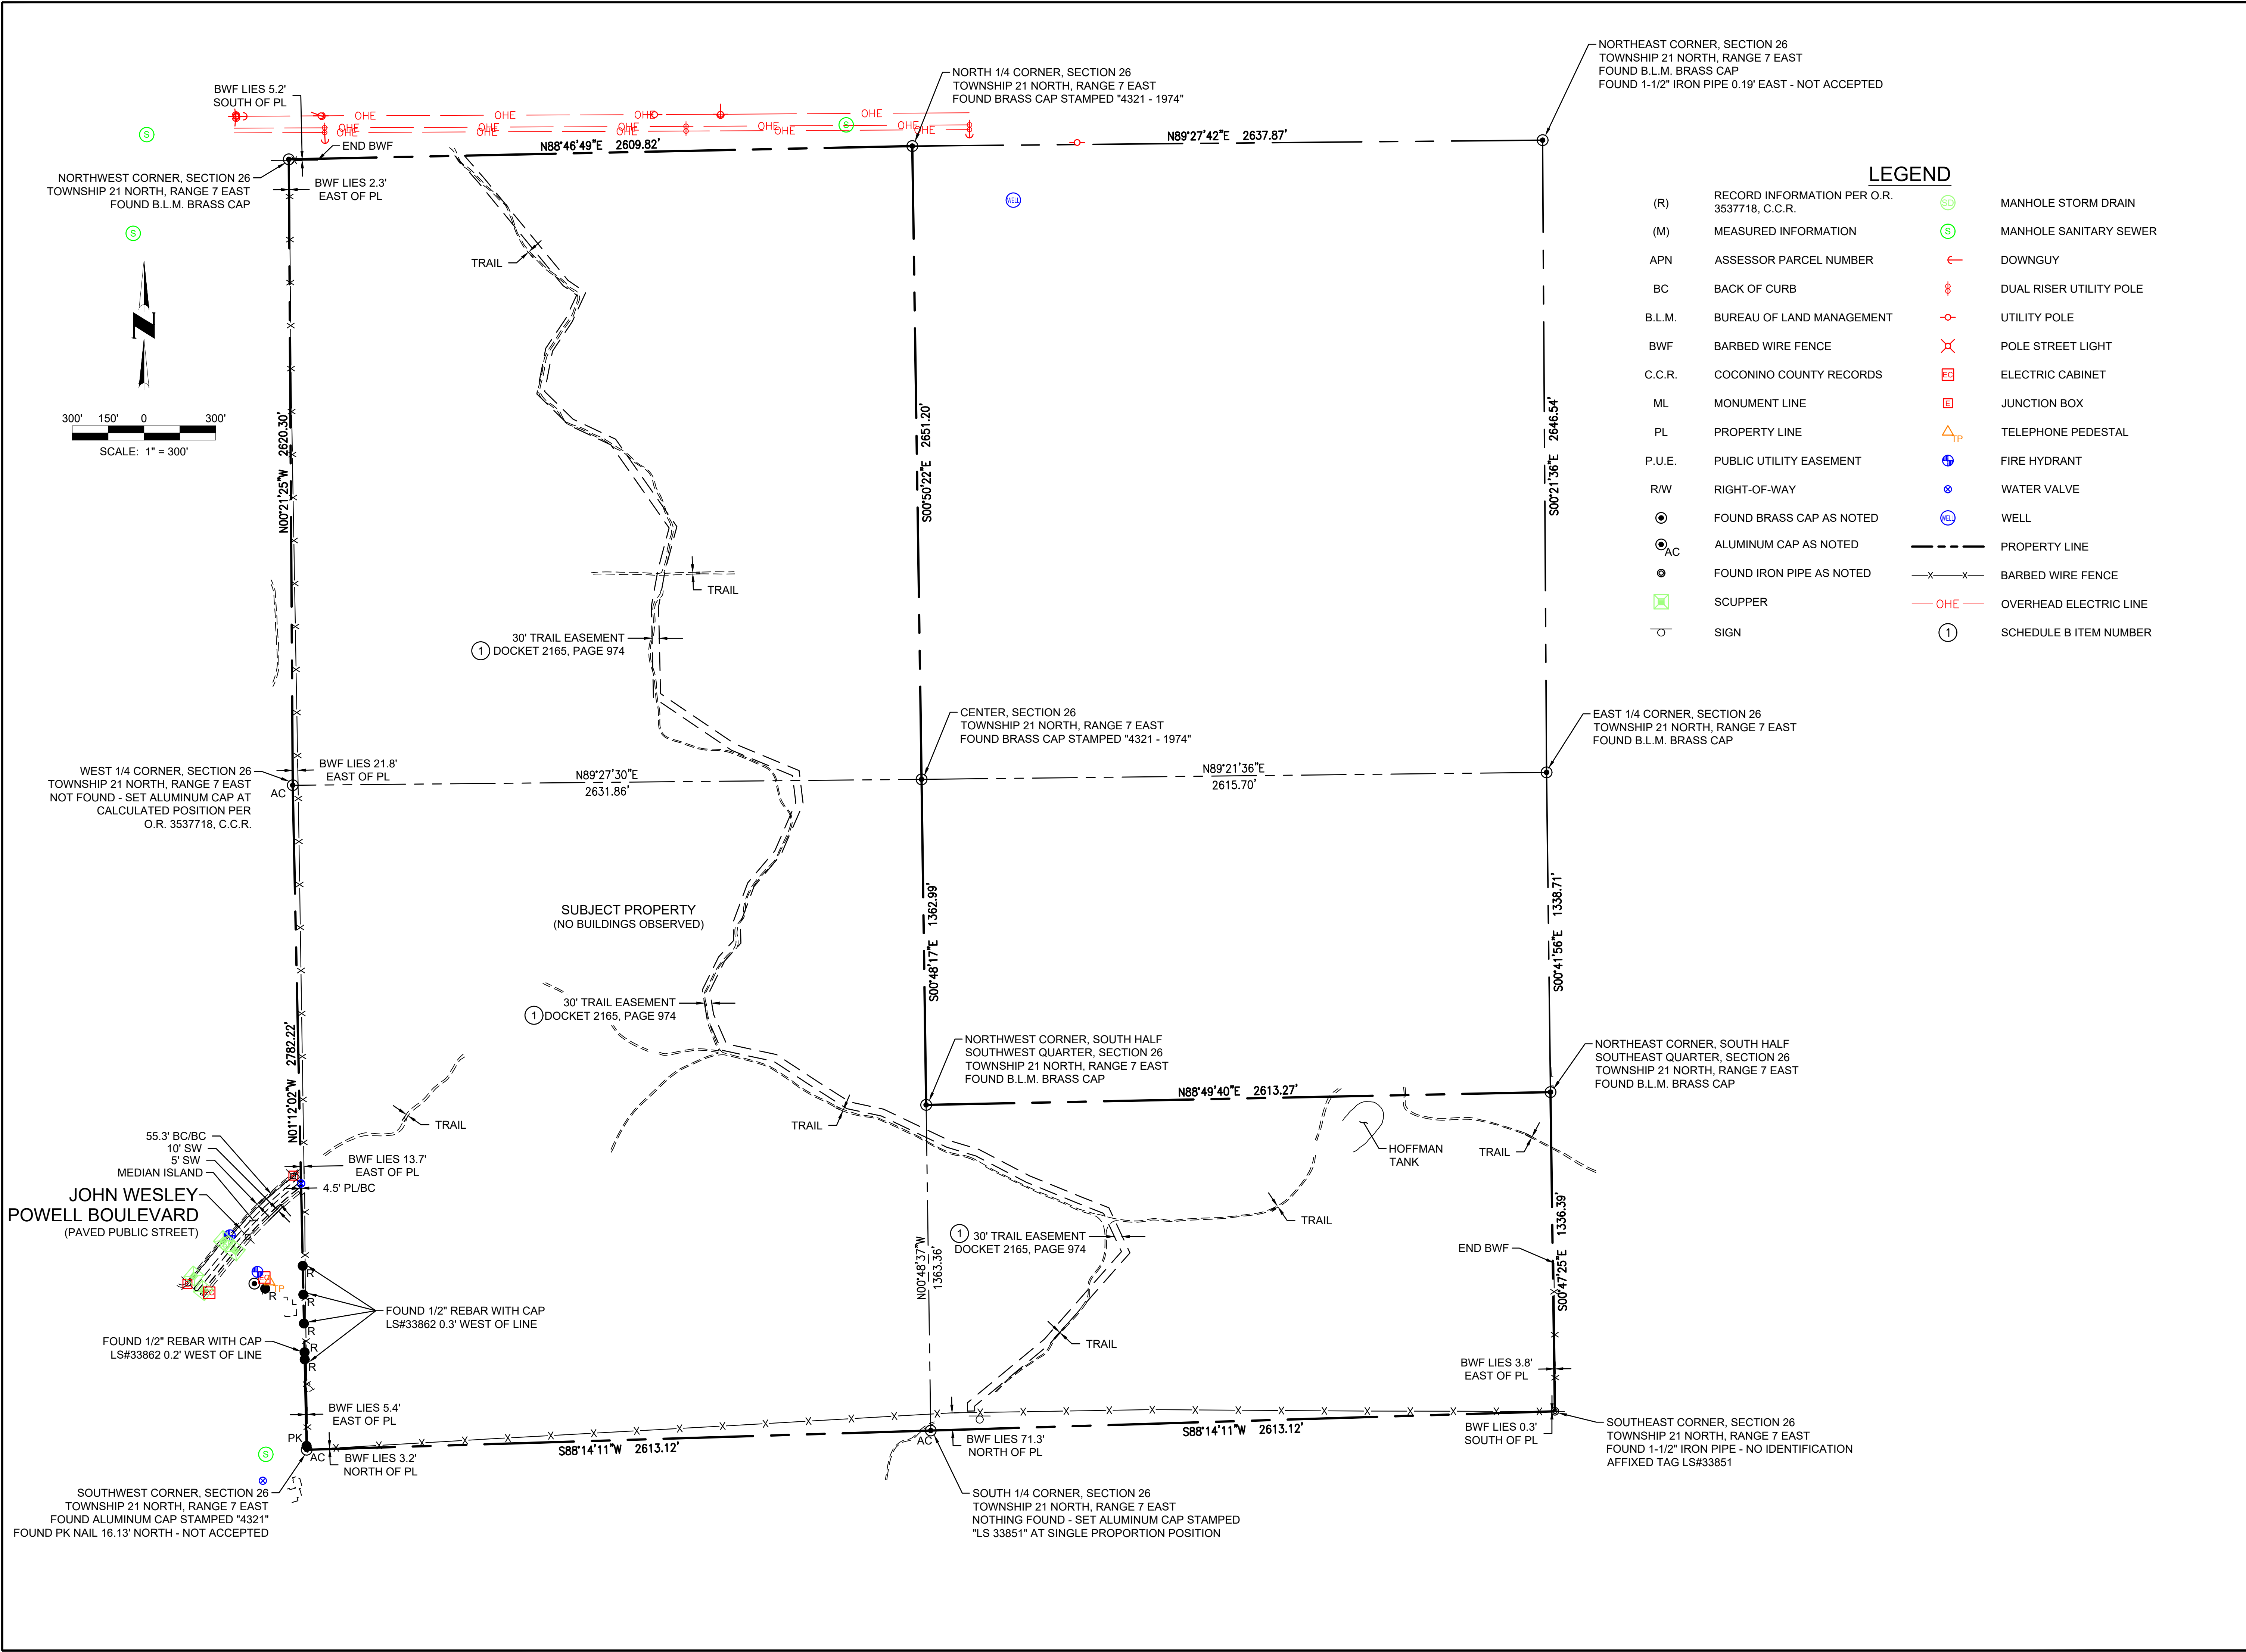 NORTHEAST CORNER, SECTION 26
TOWNSHIP 21 NORTH, RANGE 7 EAST
FOUND B.L.M. BRASS CAP
FOUND 1-1/2" IRON PIPE 0.19' EAST - NOT ACCEPTED
NORTH 1/4 CORNER, SECTION 26
TOWNSHIP 21 NORTH, RANGE 7 EAST
FOUND BRASS CAP STAMPED "4321 - 1974"
BWF LIES 5.2'
SOUTH OF PL
OHE OHE OHE OHE
OHE OHE OHE OHE OHE
OHE OHE OHE OHE OHE
S
S
END BWF
N88°46'49"E 2609.82'
N89°27'42"E 2637.87'
NORTHWEST CORNER, SECTION 26
TOWNSHIP 21 NORTH, RANGE 7 EAST
FOUND B.L.M. BRASS CAP
BWF LIES 2.3'
EAST OF PL
WELL
S
N
TRAIL
300' 150' 0 300'
SCALE: 1" = 300'
N00°21'25"W 2620.30'
S00°50'22"E 2651.20'
S00°21'36"E 2646.54'
LEGEND
(R) RECORD INFORMATION PER O.R.
3537718, C.C.R.
(M) MEASURED INFORMATION
APN ASSESSOR PARCEL NUMBER
BC BACK OF CURB
B.L.M. BUREAU OF LAND MANAGEMENT
BWF BARBED WIRE FENCE
C.C.R. COCONINO COUNTY RECORDS
ML MONUMENT LINE
PL PROPERTY LINE
P.U.E. PUBLIC UTILITY EASEMENT
R/W RIGHT-OF-WAY
FOUND BRASS CAP AS NOTED
AC ALUMINUM CAP AS NOTED
FOUND IRON PIPE AS NOTED
SCUPPER
SIGN
SD MANHOLE STORM DRAIN
S MANHOLE SANITARY SEWER
DOWNGUY
DUAL RISER UTILITY POLE
UTILITY POLE
POLE STREET LIGHT
EC ELECTRIC CABINET
E JUNCTION BOX
TP TELEPHONE PEDESTAL
FIRE HYDRANT
WATER VALVE
WELL WELL
PROPERTY LINE
X X BARBED WIRE FENCE
OHE OVERHEAD ELECTRIC LINE
1 SCHEDULE B ITEM NUMBER
TRAIL
30' TRAIL EASEMENT
1 DOCKET 2165, PAGE 974
CENTER, SECTION 26
TOWNSHIP 21 NORTH, RANGE 7 EAST
FOUND BRASS CAP STAMPED "4321 - 1974"
EAST 1/4 CORNER, SECTION 26
TOWNSHIP 21 NORTH, RANGE 7 EAST
FOUND B.L.M. BRASS CAP
WEST 1/4 CORNER, SECTION 26
TOWNSHIP 21 NORTH, RANGE 7 EAST
NOT FOUND - SET ALUMINUM CAP AT
CALCULATED POSITION PER
O.R. 3537718, C.C.R.
AC
BWF LIES 21.8'
EAST OF PL
N89°27'30"E
2631.86'
N89°21'36"E
2615.70'
SUBJECT PROPERTY
(NO BUILDINGS OBSERVED)
S00°48'17"E 1362.99'
S00°41'56"E 1338.71'
30' TRAIL EASEMENT
1 DOCKET 2165, PAGE 974
N01°12'02"W 2782.22'
NORTHWEST CORNER, SOUTH HALF
SOUTHWEST QUARTER, SECTION 26
TOWNSHIP 21 NORTH, RANGE 7 EAST
FOUND B.L.M. BRASS CAP
NORTHEAST CORNER, SOUTH HALF
SOUTHEAST QUARTER, SECTION 26
TOWNSHIP 21 NORTH, RANGE 7 EAST
FOUND B.L.M. BRASS CAP
N88°49'40"E 2613.27'
TRAIL
TRAIL
HOFFMAN
TANK
TRAIL
55.3' BC/BC
10' SW
5' SW
MEDIAN ISLAND
BWF LIES 13.7'
EAST OF PL
4.5' PL/BC
JOHN WESLEY
POWELL BOULEVARD
(PAVED PUBLIC STREET)
TRAIL
1 30' TRAIL EASEMENT
DOCKET 2165, PAGE 974
N00°48'37"W
1363.36'
END BWF
S00°47'25"E 1336.39'
EC
TP
R
R
R
R
R
R
FOUND 1/2" REBAR WITH CAP
LS#33862 0.3' WEST OF LINE
FOUND 1/2" REBAR WITH CAP
LS#33862 0.2' WEST OF LINE
TRAIL
BWF LIES 3.8'
EAST OF PL
BWF LIES 5.4'
EAST OF PL
PK
AC
S
BWF LIES 3.2'
NORTH OF PL
S88°14'11"W 2613.12'
AC
BWF LIES 71.3'
NORTH OF PL
S88°14'11"W 2613.12'
BWF LIES 0.3'
SOUTH OF PL
SOUTHEAST CORNER, SECTION 26
TOWNSHIP 21 NORTH, RANGE 7 EAST
FOUND 1-1/2" IRON PIPE - NO IDENTIFICATION
AFFIXED TAG LS#33851
SOUTHWEST CORNER, SECTION 26
TOWNSHIP 21 NORTH, RANGE 7 EAST
FOUND ALUMINUM CAP STAMPED "4321"
FOUND PK NAIL 16.13' NORTH - NOT ACCEPTED
SOUTH 1/4 CORNER, SECTION 26
TOWNSHIP 21 NORTH, RANGE 7 EAST
NOTHING FOUND - SET ALUMINUM CAP STAMPED
"LS 33851" AT SINGLE PROPORTION POSITION